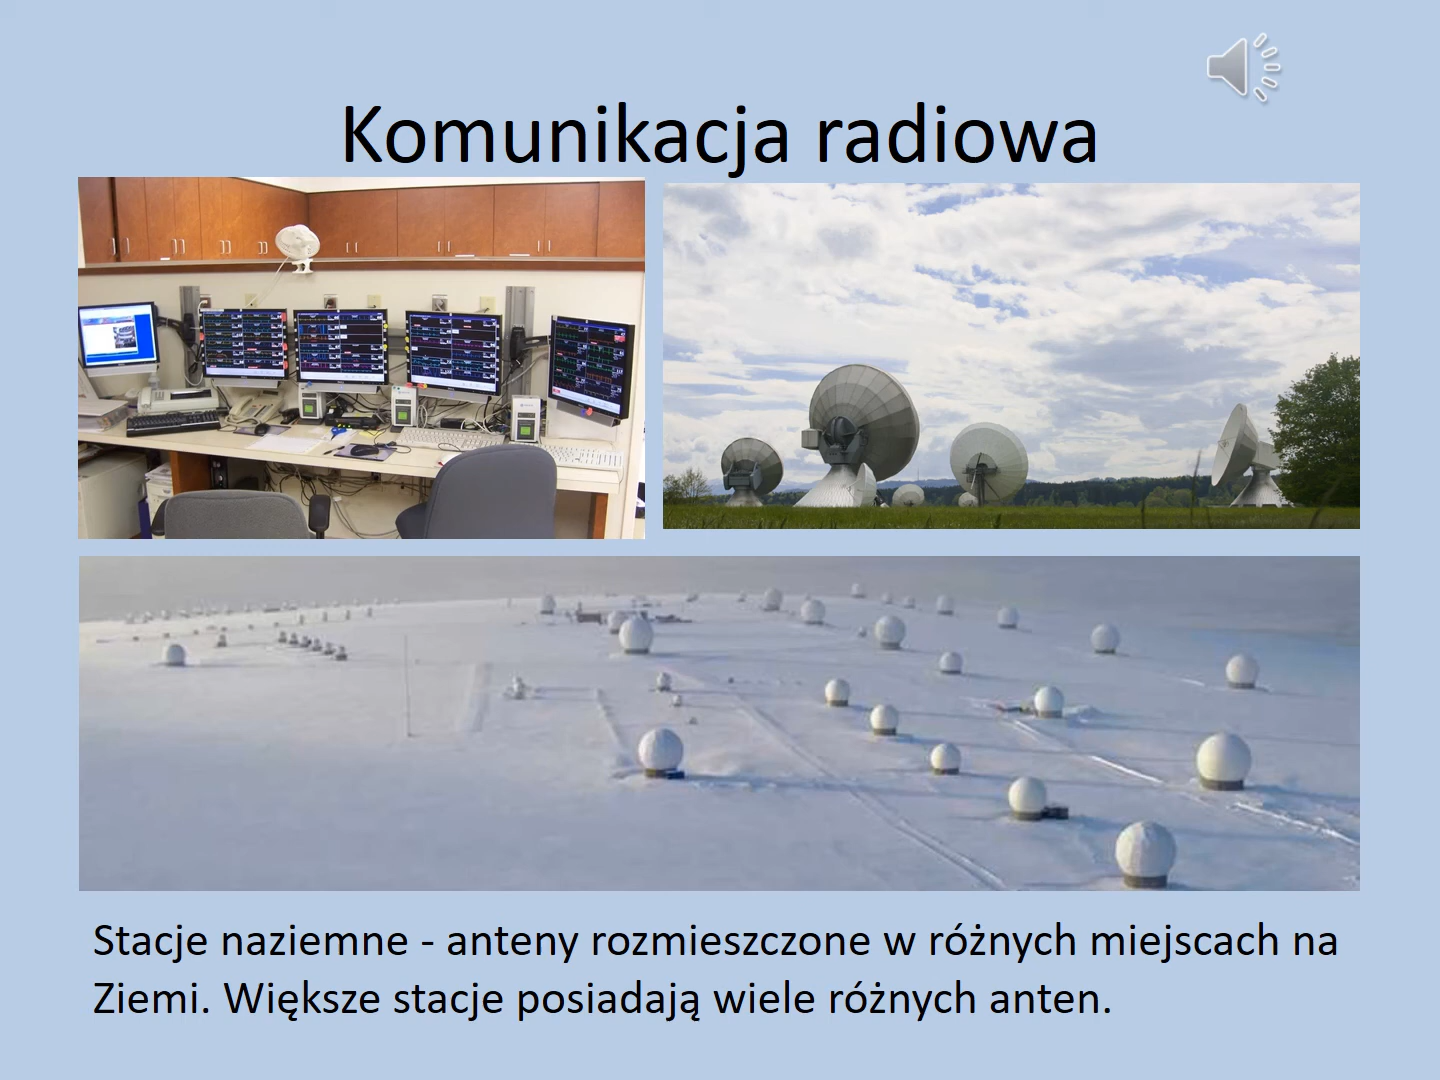 Komunikacja radiowa
Stacje naziemne - anteny rozmieszczone w różnych miejscach na
Ziemi. Większe stacje posiadają wiele różnych anten.